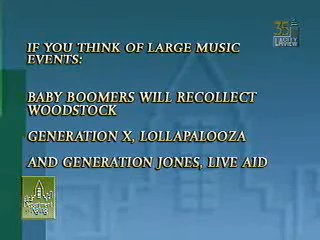 35
IF YOU THINK OF LARGE MUSIC
EVENTS:
BABY BOOMERS WILL RECOLLECT
WOODSTOCK
GENERATION X, LOLLAPALOOZA
AND GENERATION JONES, LIVE AID